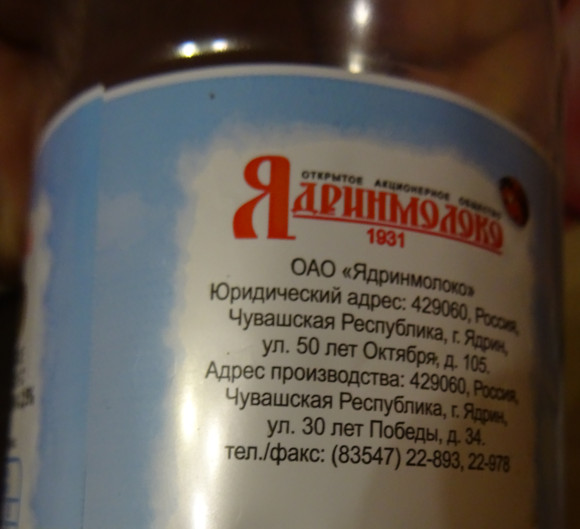 ОТКРЫТОЕ АКЦИОНЕРНОЕ ОБЩЕСТВО
ЯДРИНМОЛОКО
1931
ОАО «Ядринмолоко»
Юридический адрес: 429060, Россия,
Чувашская Республика, г. Ядрин,
ул. 50 лет Октября, д. 105.
Адрес производства: 429060, Россия,
Чувашская Республика, г. Ядрин,
ул. 30 лет Победы, д. 34.
тел./факс: (83547) 22-893, 22-978